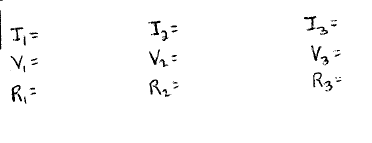 I₁= I₂= I₃=
V₁= V₂= V₃=
R₁= R₂= R₃=